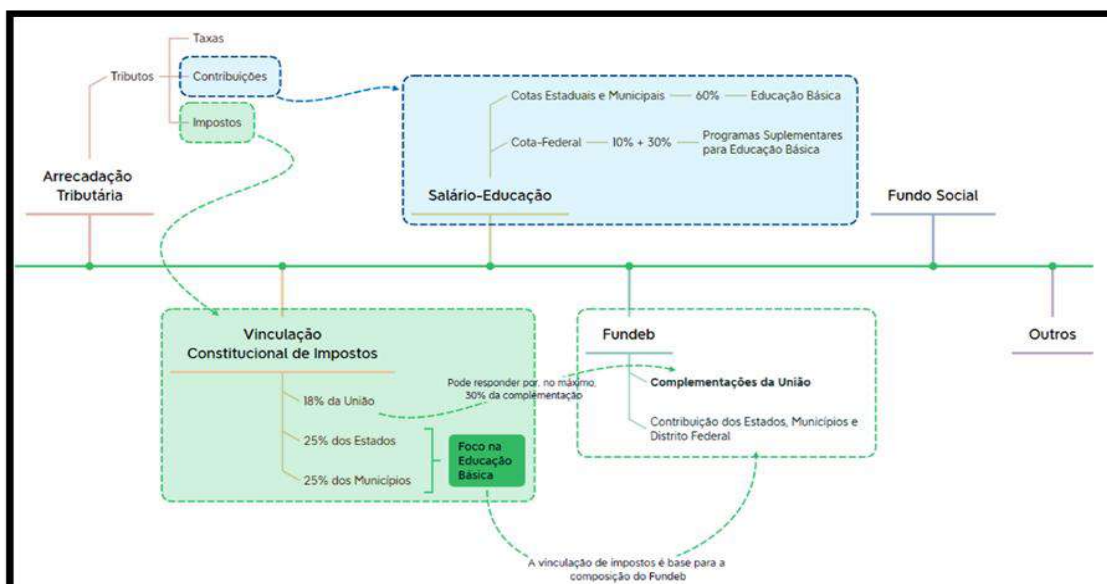 Taxas
Tributos
Contribuições
Impostos
Arrecadação
Tributária
Cotas Estaduais e Municipais
60%
Educação Básica
Cota-Federal
10% + 30%
Programas Suplementares
para Educação Básica
Salário-Educação
Fundo Social
Vinculação
Constitucional de Impostos
18% da União
25% dos Estados
25% dos Municípios
Foco na
Educação
Básica
Pode responder por, no máximo,
30% da complementação
Fundeb
Complementações da União
Contribuição dos Estados, Municípios e
Distrito Federal
Outros
A vinculação de impostos é base para a
composição do Fundeb